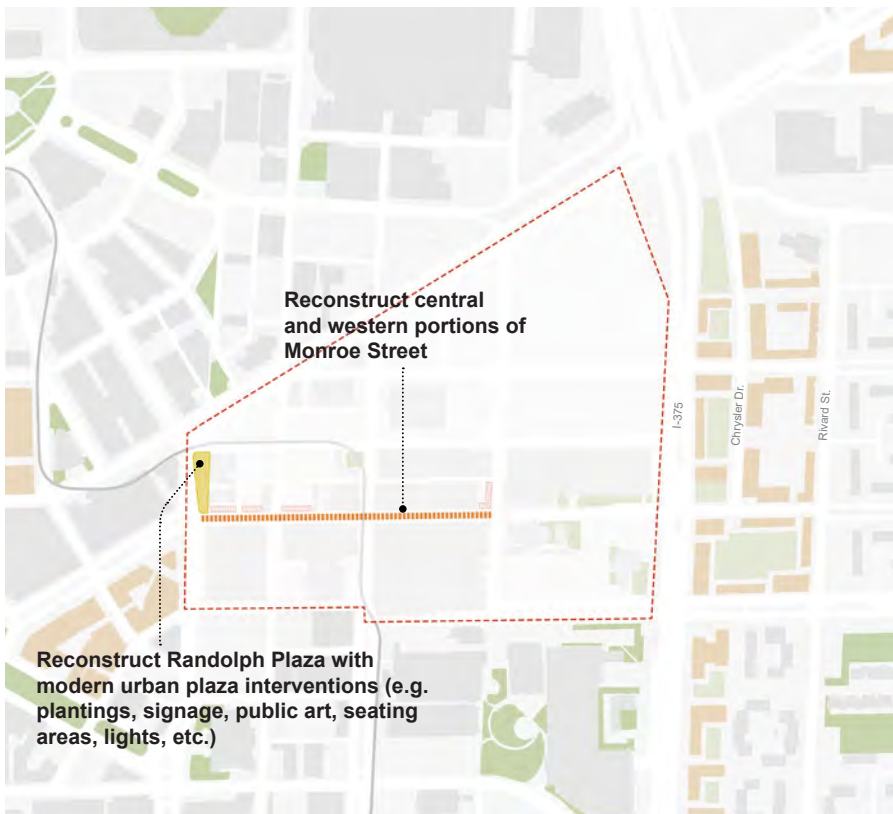 Reconstruct central
and western portions of
Monroe Street
I-375
Chrysler Dr.
Rivard St.
Reconstruct Randolph Plaza with
modern urban plaza interventions (e.g.
plantings, signage, public art, seating
areas, lights, etc.)